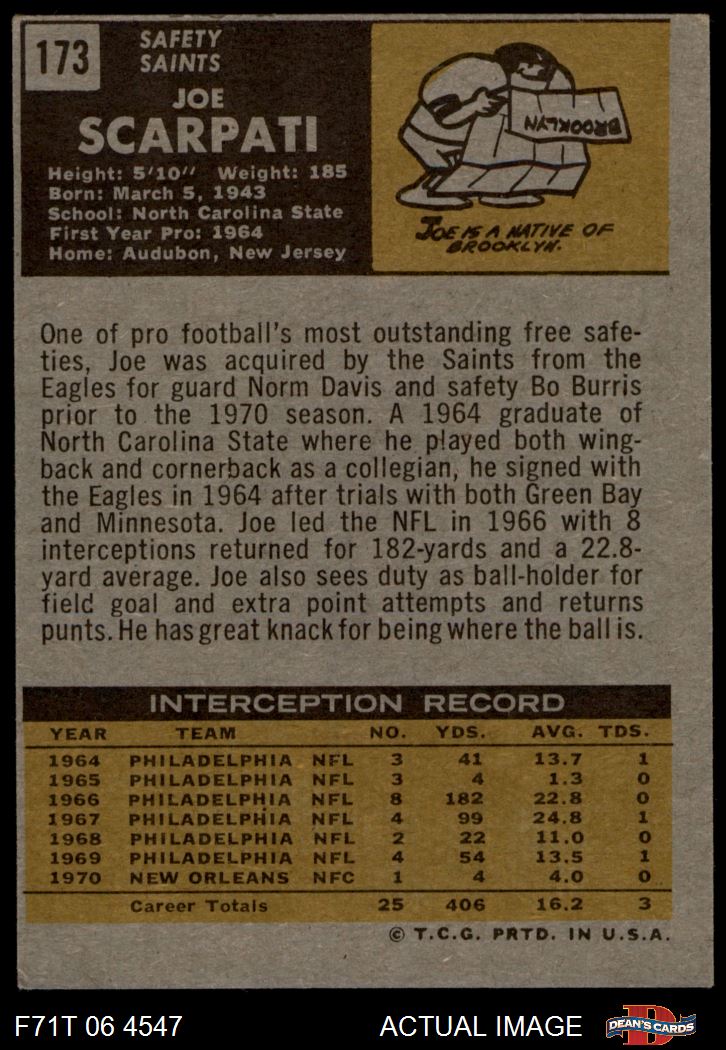 173
SAFETY
SAINTS
JOE
SCARPATI
Height: 5'10" Weight: 185
Born: March 5, 1943
School: North Carolina State
First Year Pro: 1964
Home: Audubon, New Jersey
BROOKLYN
JOE IS A NATIVE OF
BROOKLYN.
One of pro football's most outstanding free safe-
ties, Joe was acquired by the Saints from the
Eagles for guard Norm Davis and safety Bo Burris
prior to the 1970 season. A 1964 graduate of
North Carolina State where he played both wing-
back and cornerback as a collegian, he signed with
the Eagles in 1964 after trials with both Green Bay
and Minnesota. Joe led the NFL in 1966 with 8
interceptions returned for 182-yards and a 22.8-
yard average. Joe also sees duty as ball-holder for
field goal and extra point attempts and returns
punts. He has great knack for being where the ball is.
INTERCEPTION RECORD
YEAR TEAM NO. YDS. AVG. TDS.
1964 PHILADELPHIA NFL 3 41 13.7 1
1965 PHILADELPHIA NFL 3 4 1.3 0
1966 PHILADELPHIA NFL 8 182 22.8 0
1967 PHILADELPHIA NFL 4 99 24.8 1
1968 PHILADELPHIA NFL 2 22 11.0 0
1969 PHILADELPHIA NFL 4 54 13.5 1
1970 NEW ORLEANS NFC 1 4 4.0 0
Career Totals 25 406 16.2 3
© T.C.G. PRTD. IN U.S.A.
F71T 06 4547 ACTUAL IMAGE D DEAN'S CARDS